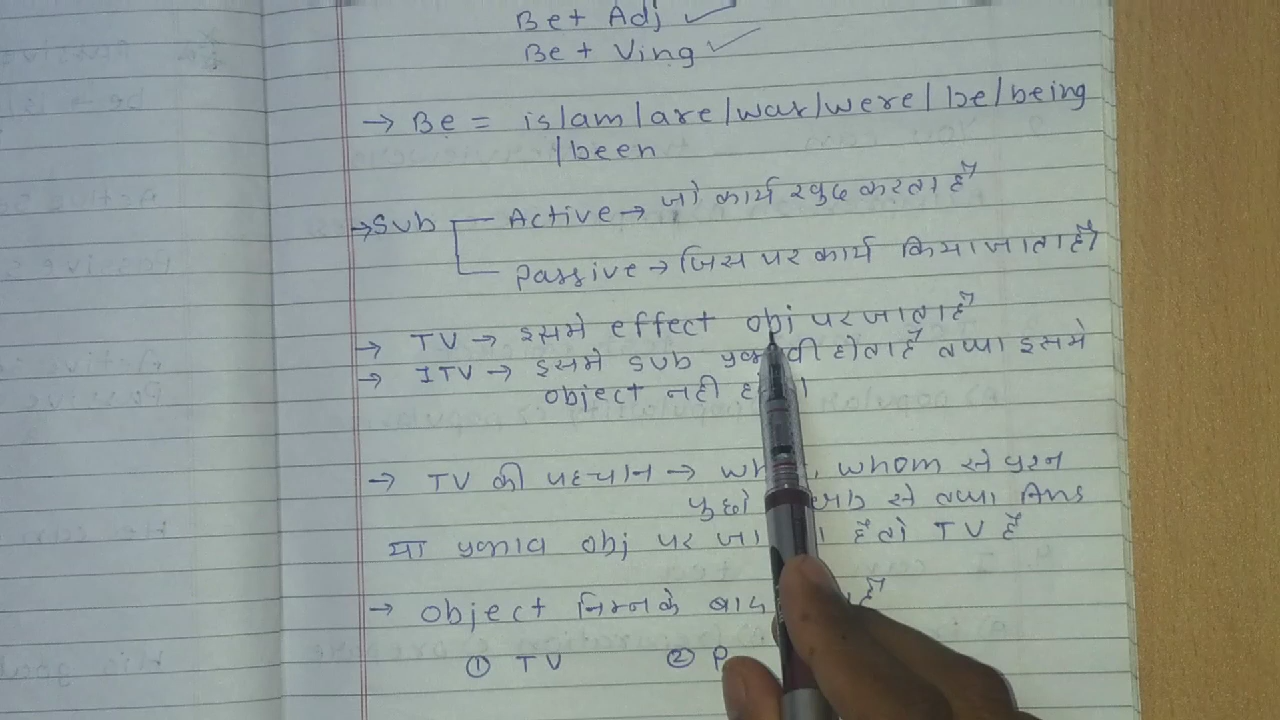 Be + Adj ✓
Be + Ving ✓
→ Be = is/am/are/was/were/be/being
/been
→ Sub Active → जो कार्य खुद करता है
Passive → जिस पर कार्य किया जाता है
→ TV → इसमे effect obj पर जाता है
→ ITV → इसमे sub होता है तथा इसमे
object नही
→ TV की पहचान → whom से प्रश्न
पुछो से तथा Ans
या प्रभाव obj पर है तो TV है
→ Object निम्न के बाद है
① TV ② P